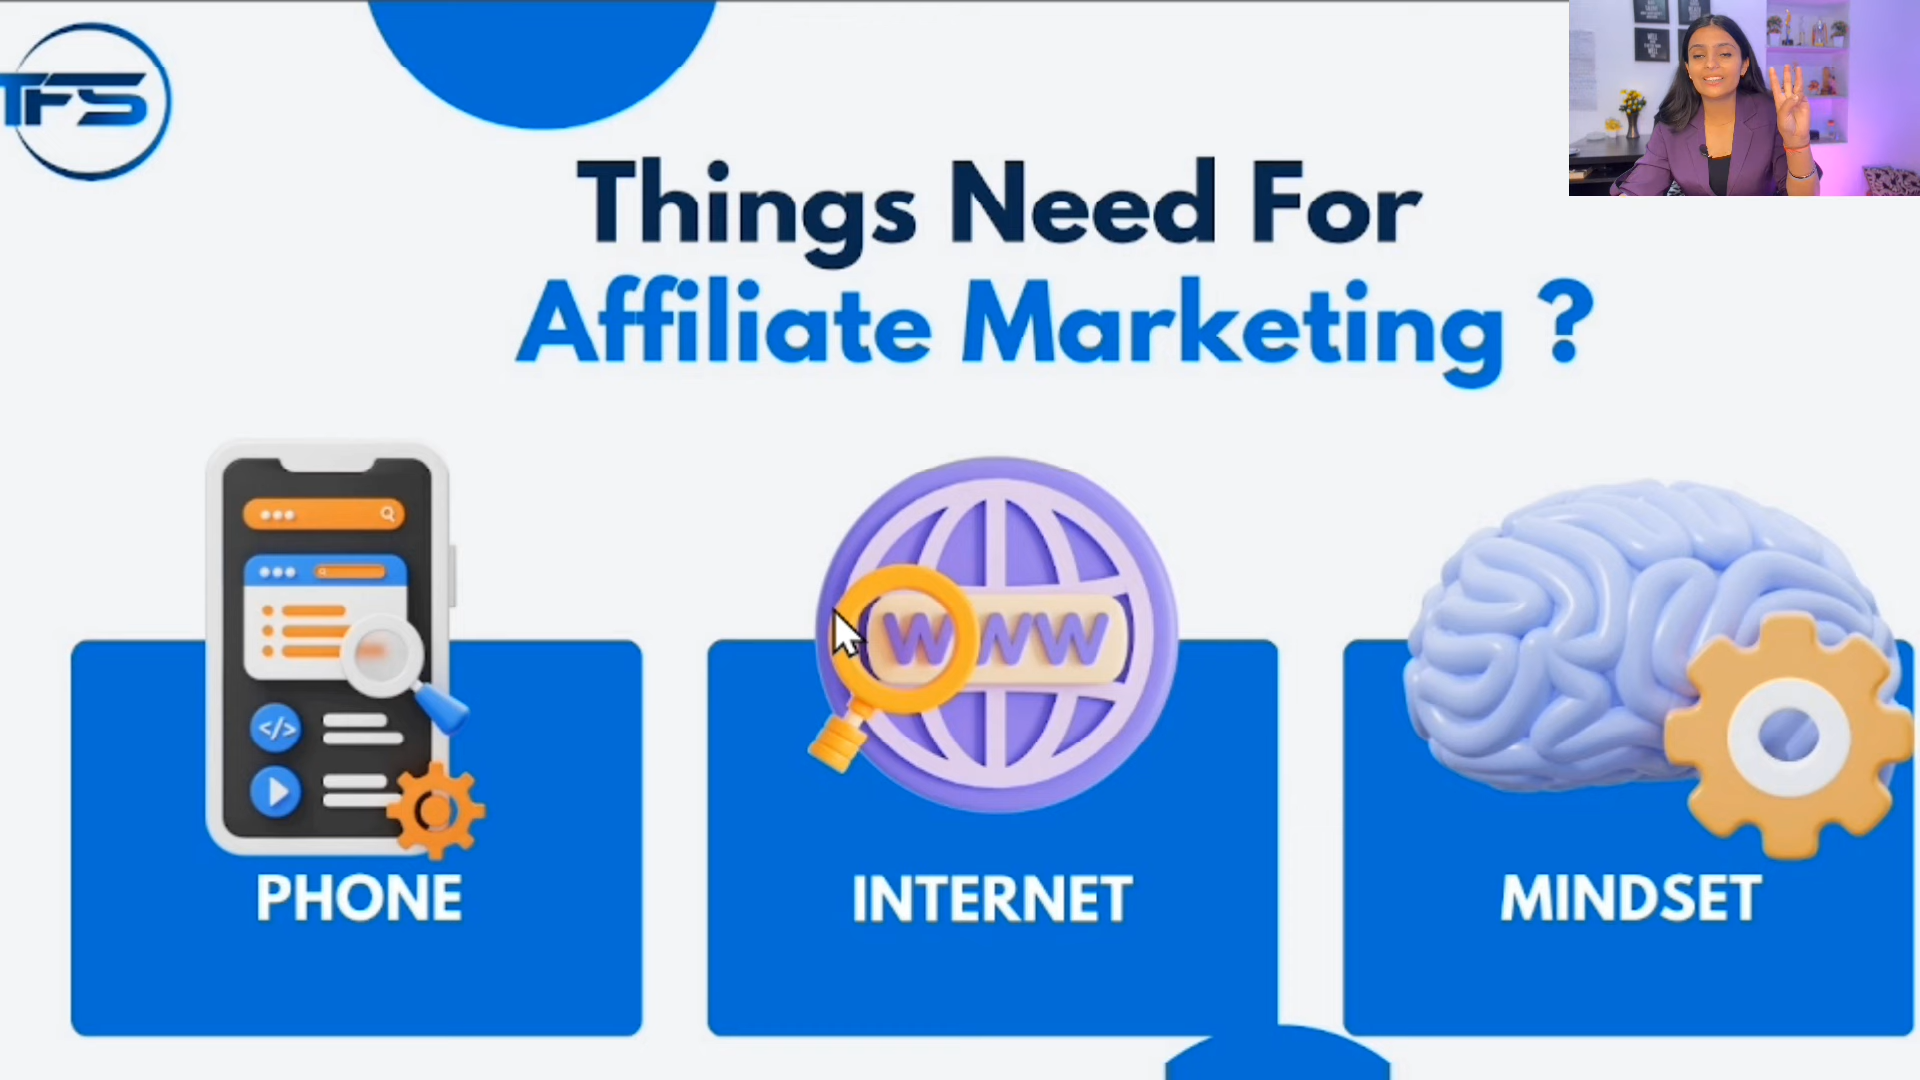 TFS
Things Need For
Affiliate Marketing ?
WWW
PHONE
INTERNET
MINDSET